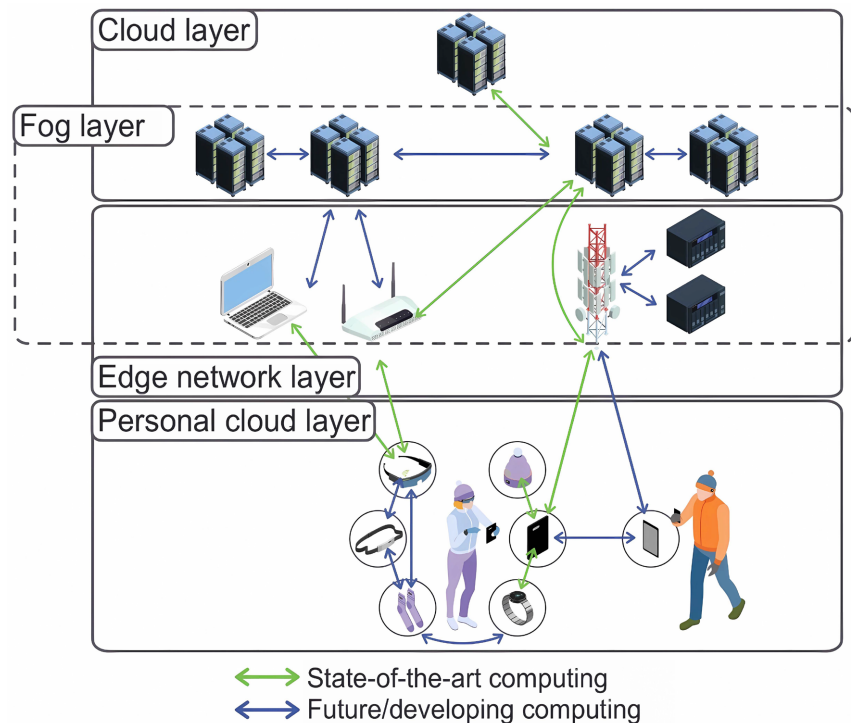 Cloud layer
Fog layer
Edge network layer
Personal cloud layer
State-of-the-art computing
Future/developing computing